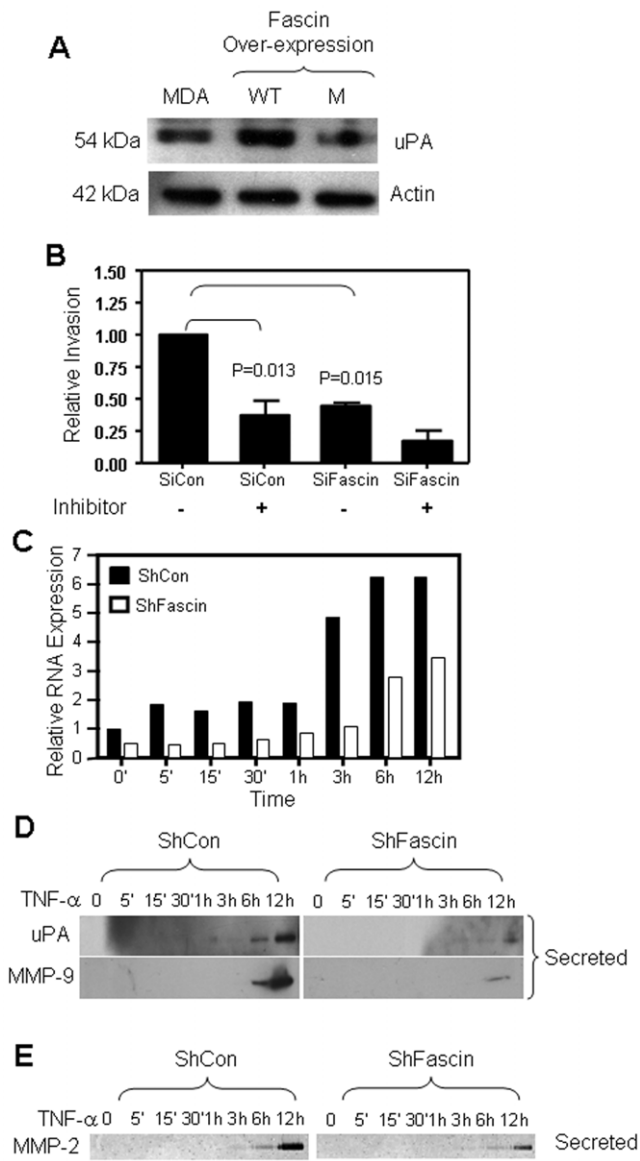 A
Fascin
Over-expression
MDA WT M
54 kDa uPA
42 kDa Actin
B
Relative Invasion
1.50
1.25
1.00
0.75
0.50
0.25
0.00
P=0.013 P=0.015
SiCon SiCon SiFascin SiFascin
Inhibitor - + - +
C
Relative RNA Expression
7
6
5
4
3
2
1
0
ShCon
ShFascin
0' 5' 15' 30' 1h 3h 6h 12h
Time
D
ShCon ShFascin
TNF-α 0 5' 15' 30' 1h 3h 6h 12h 0 5' 15' 30' 1h 3h 6h 12h
uPA
MMP-9
Secreted
E
ShCon ShFascin
TNF-α 0 5' 15' 30' 1h 3h 6h 12h 0 5' 15' 30' 1h 3h 6h 12h
MMP-2 Secreted